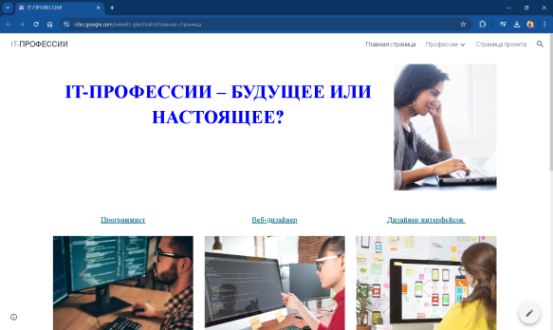 IT-ПРОФЕССИИ
sites.google.com/view/it-specialist/главная-страница
IT-ПРОФЕССИИ
Главная страница
Профессии
Страница проекта
IT-ПРОФЕССИИ – БУДУЩЕЕ ИЛИ
НАСТОЯЩЕЕ?
Программист
Веб-дизайнер
Дизайнер интерфейсов